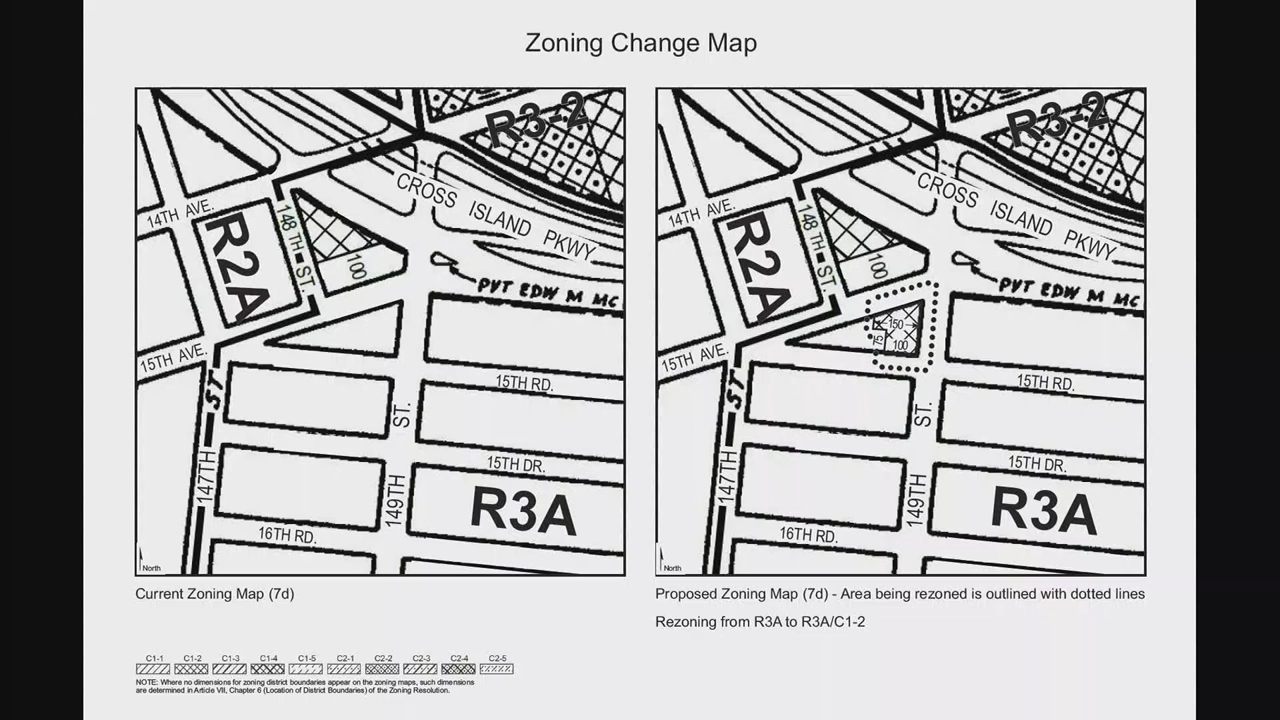 Zoning Change Map
R3-2
CROSS ISLAND PKWY
14TH AVE.
R2A
148TH ST.
100
PVT EDW M MC
15TH AVE.
15TH RD.
ST
ST.
15TH DR.
147TH
149TH
R3A
16TH RD.
North
Current Zoning Map (7d)
R3-2
CROSS ISLAND PKWY
14TH AVE.
R2A
148TH ST.
100
PVT EDW M MC
150
75
100
15TH AVE.
15TH RD.
ST
ST.
15TH DR.
147TH
149TH
R3A
16TH RD.
North
Proposed Zoning Map (7d) - Area being rezoned is outlined with dotted lines
Rezoning from R3A to R3A/C1-2
C1-1 C1-2 C1-3 C1-4 C1-5 C2-1 C2-2 C2-3 C2-4 C2-5
NOTE: Where no dimensions for zoning district boundaries appear on the zoning maps, such dimensions
are determined in Article VII, Chapter 6 (Location of District Boundaries) of the Zoning Resolution.